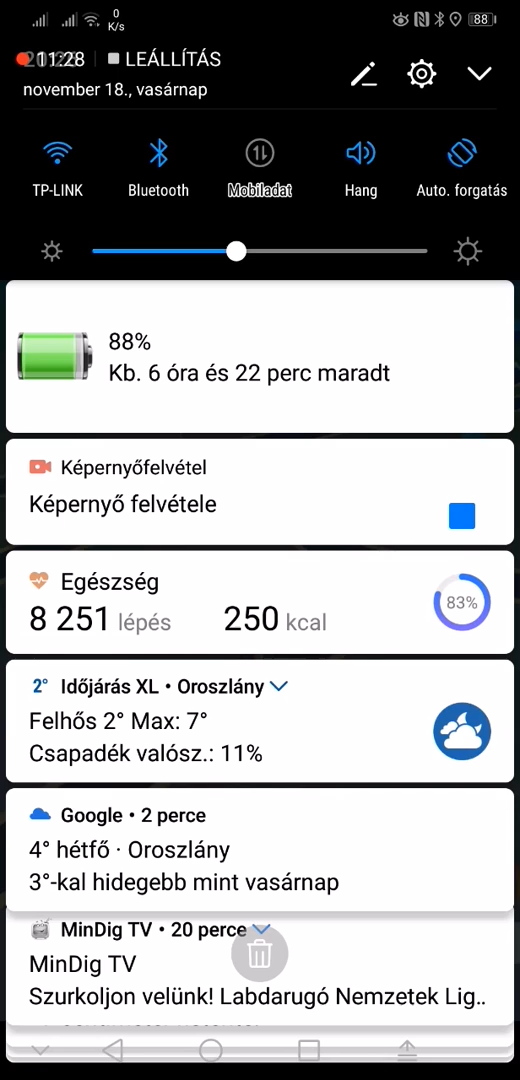 0
K/s
88
11:28
LEÁLLÍTÁS
november 18., vasárnap
TP-LINK
Bluetooth
Mobiladat
Hang
Auto. forgatás
88%
Kb. 6 óra és 22 perc maradt
Képernyőfelvétel
Képernyő felvétele
Egészség
8 251 lépés 250 kcal
83%
2° Időjárás XL • Oroszlány
Felhős 2° Max: 7°
Csapadék valósz.: 11%
Google • 2 perce
4° hétfő · Oroszlány
3°-kal hidegebb mint vasárnap
MinDig TV • 20 perce
MinDig TV
Szurkoljon velünk! Labdarugó Nemzetek Lig..